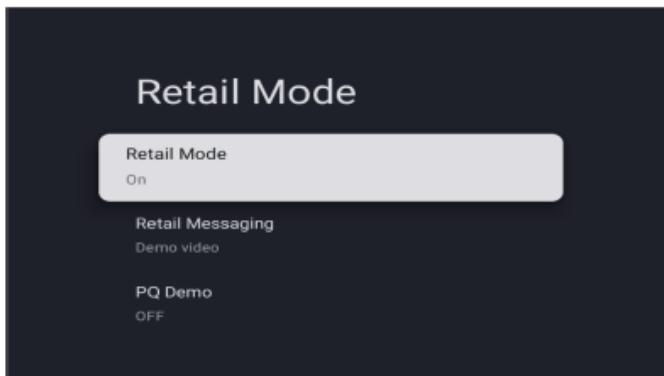 Retail Mode
Retail Mode
On
Retail Messaging
Demo video
PQ Demo
OFF